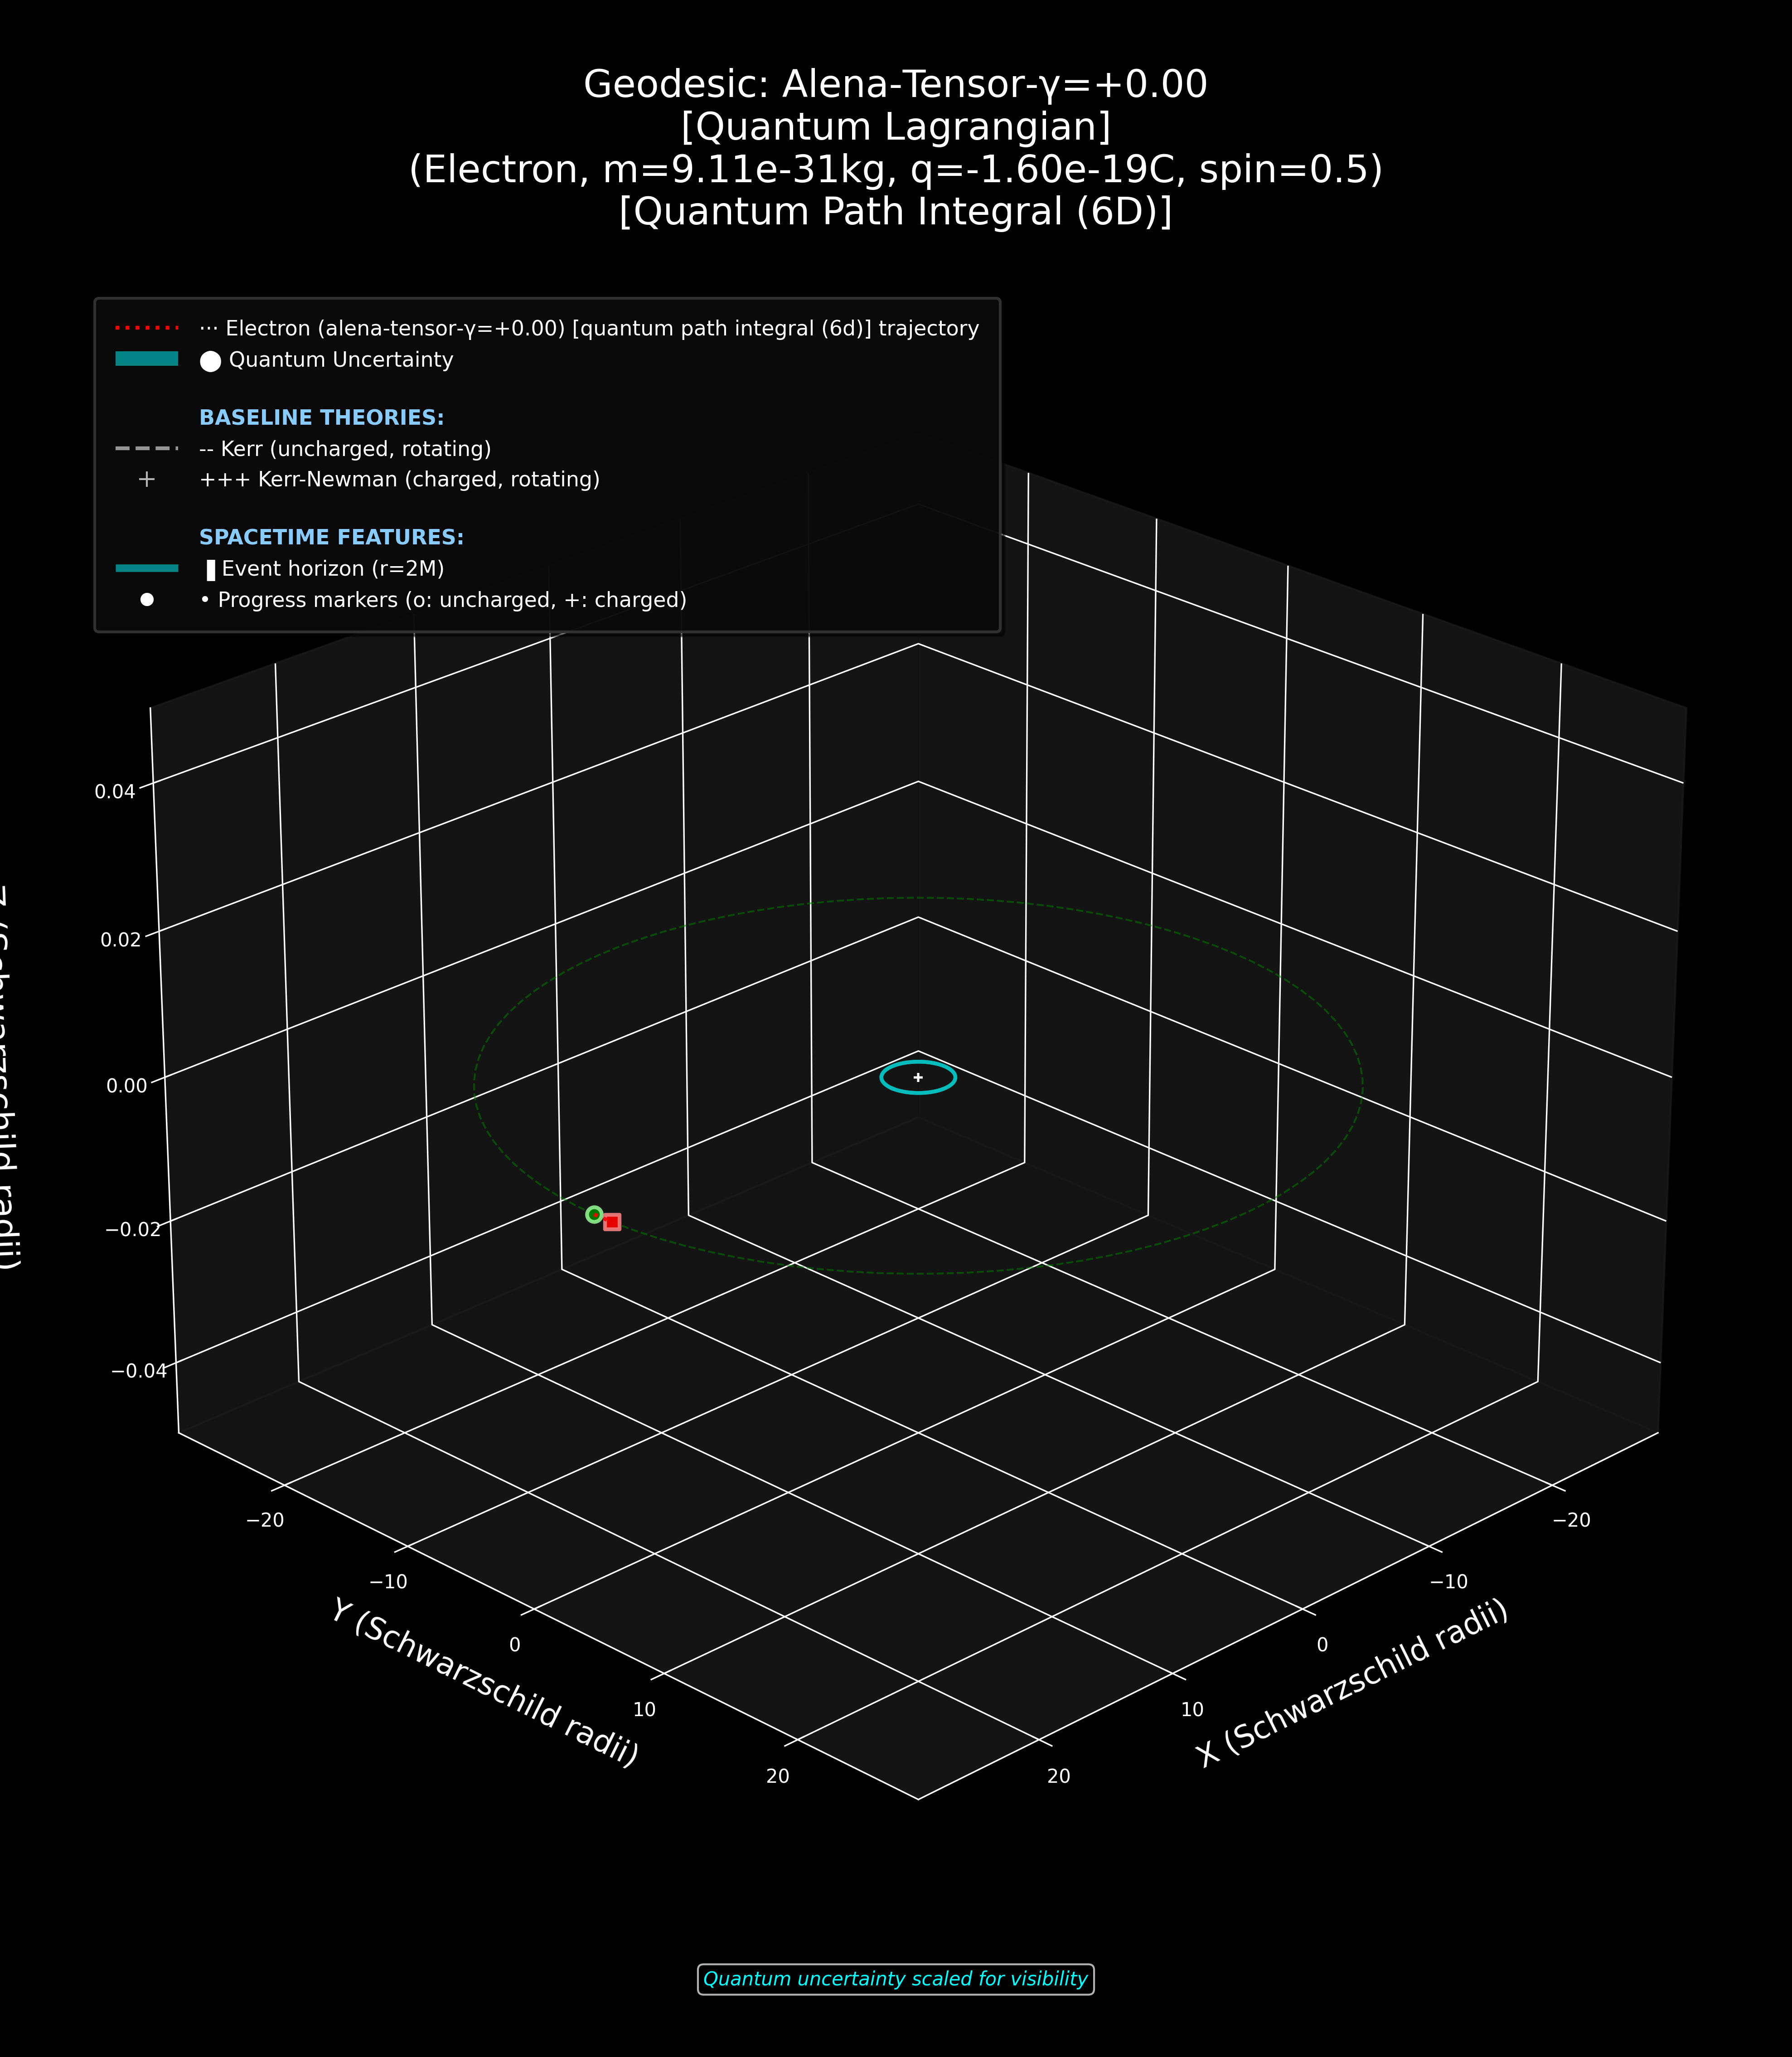 Geodesic: Alena-Tensor-γ=+0.00
[Quantum Lagrangian]
(Electron, m=9.11e-31kg, q=-1.60e-19C, spin=0.5)
[Quantum Path Integral (6D)]
··· Electron (alena-tensor-γ=+0.00) [quantum path integral (6d)] trajectory
● Quantum Uncertainty
BASELINE THEORIES:
-- Kerr (uncharged, rotating)
+++ Kerr-Newman (charged, rotating)
SPACETIME FEATURES:
▐ Event horizon (r=2M)
• Progress markers (o: uncharged, +: charged)
0.04
0.02
0.00
−0.02
−0.04
−20
−10
0
10
20
Y (Schwarzschild radii)
20
10
0
−10
−20
X (Schwarzschild radii)
Quantum uncertainty scaled for visibility